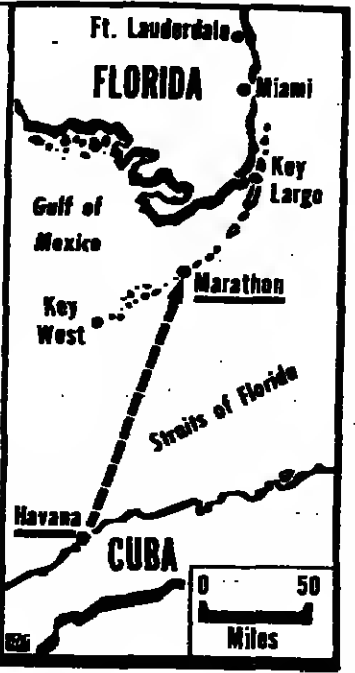 Ft. Lauderdale
FLORIDA
Miami
Key
Largo
Gulf of
Mexico
Marathon
Key
West
Straits of Florida
Havana
CUBA
0 50
Miles